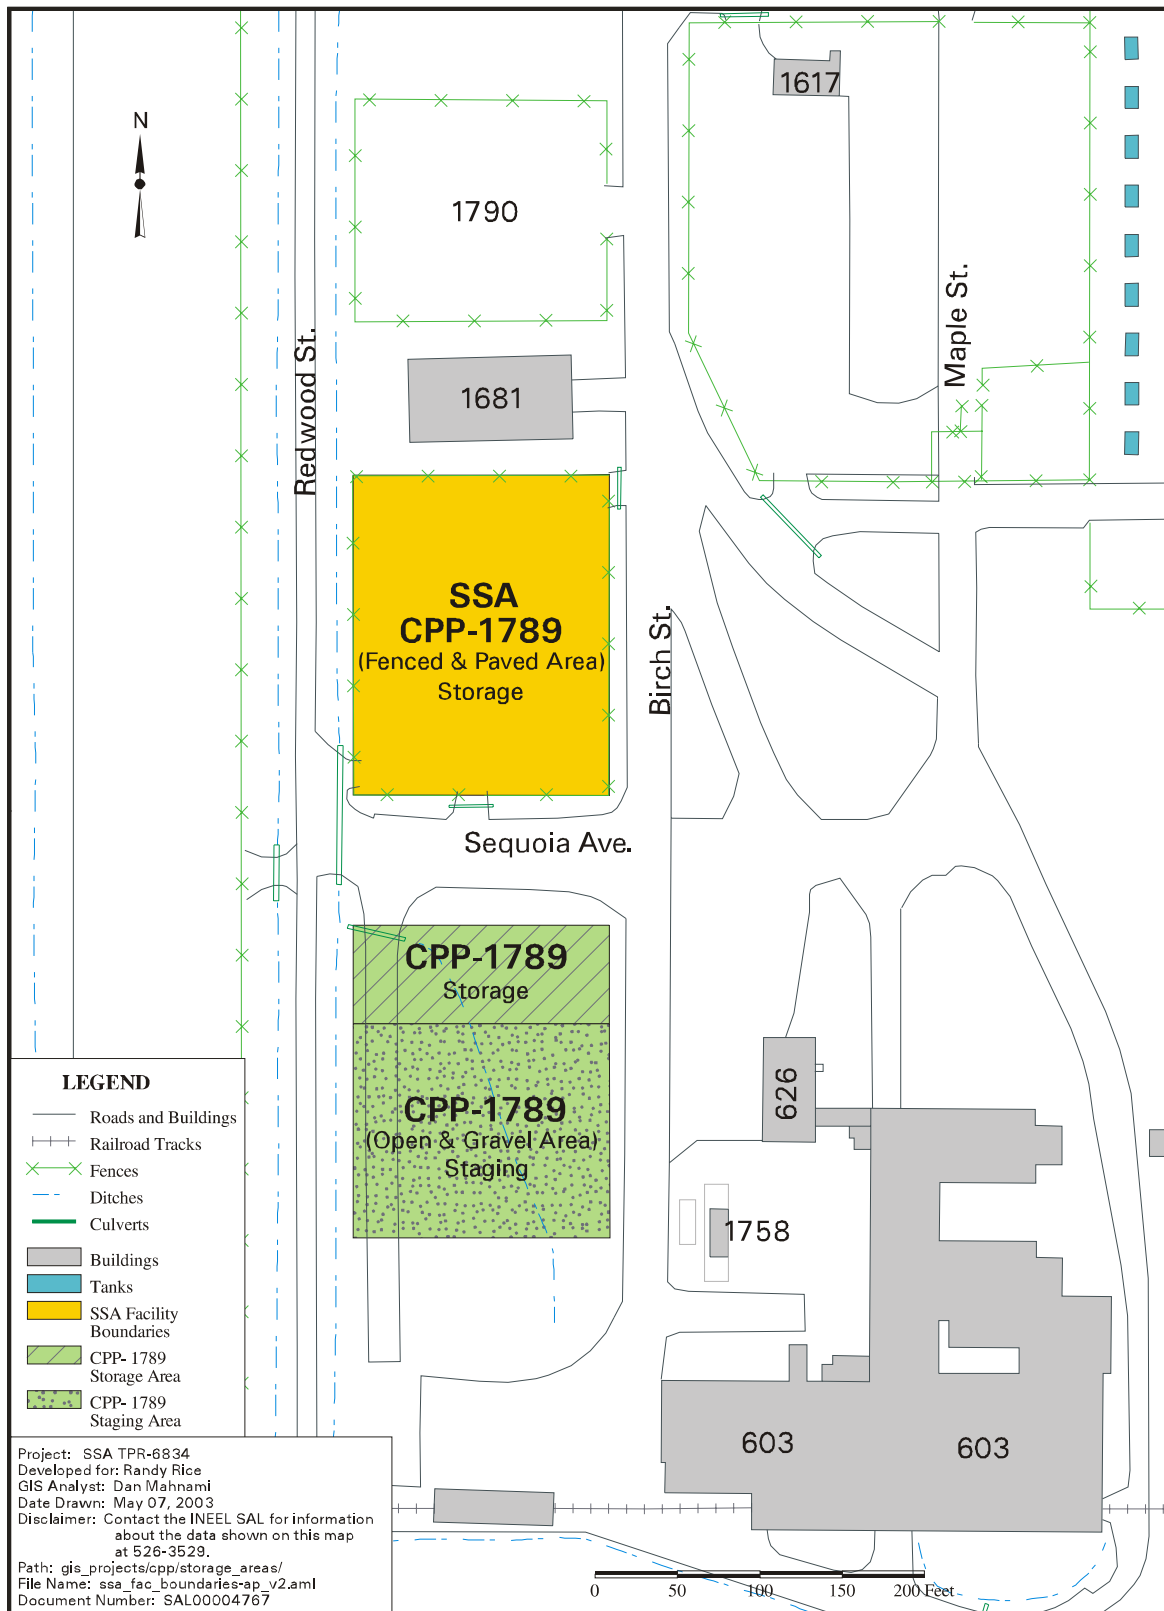 N
1617
1790
Redwood St.
Maple St.
1681
SSA
CPP-1789
(Fenced & Paved Area)
Storage
Birch St.
Sequoia Ave.
CPP-1789
Storage
CPP-1789
(Open & Gravel Area)
Staging
626
1758
603
603
LEGEND
Roads and Buildings
Railroad Tracks
Fences
Ditches
Culverts
Buildings
Tanks
SSA Facility
Boundaries
CPP- 1789
Storage Area
CPP- 1789
Staging Area
Project: SSA TPR-6834
Developed for: Randy Rice
GIS Analyst: Dan Mahnami
Date Drawn: May 07, 2003
Disclaimer: Contact the INEEL SAL for information
about the data shown on this map
at 526-3529.
Path: gis_projects/cpp/storage_areas/
File Name: ssa_fac_boundaries-ap_v2.aml
Document Number: SAL00004767
0 50 100 150 200 Feet